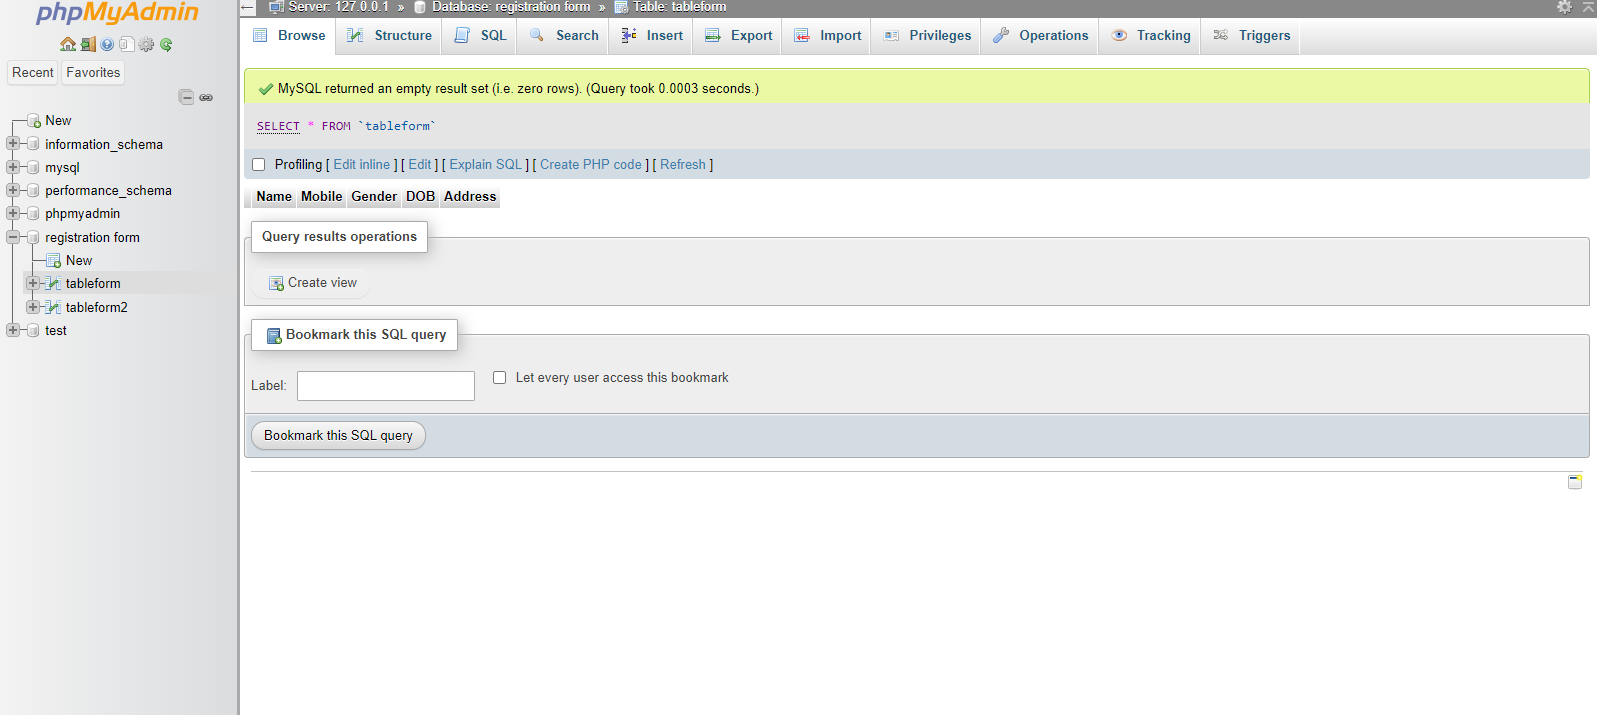 phpMyAdmin
Recent Favorites
New
information_schema
mysql
performance_schema
phpmyadmin
registration form
New
tableform
tableform2
test
Server: 127.0.0.1 » Database: registration form » Table: tableform
Browse Structure SQL Search Insert Export Import Privileges Operations Tracking Triggers
MySQL returned an empty result set (i.e. zero rows). (Query took 0.0003 seconds.)
SELECT * FROM `tableform`
Profiling [ Edit inline ] [ Edit ] [ Explain SQL ] [ Create PHP code ] [ Refresh ]
Name Mobile Gender DOB Address
Query results operations
Create view
Bookmark this SQL query
Label: Let every user access this bookmark
Bookmark this SQL query